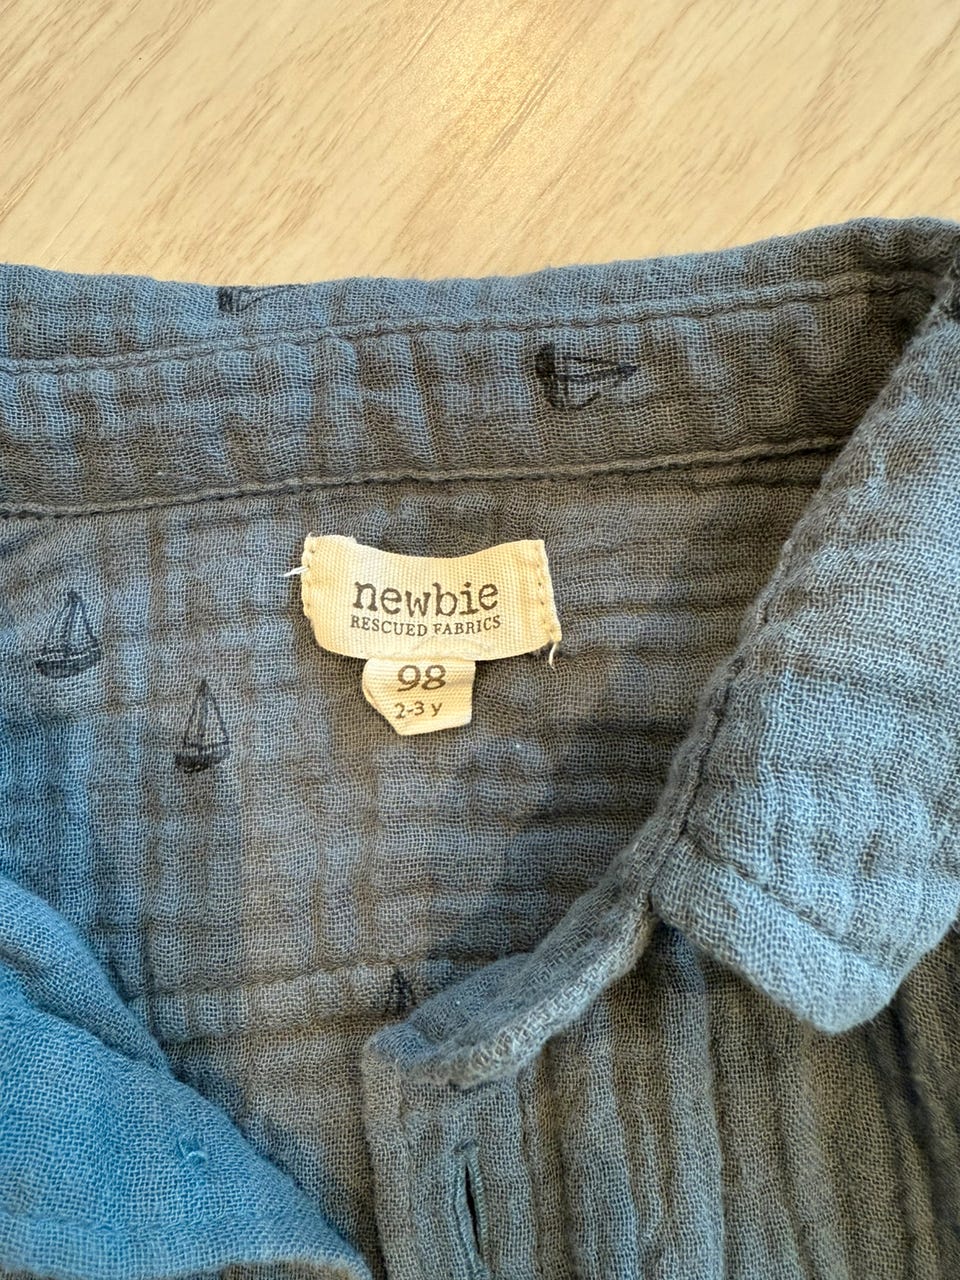 newbie
RESCUED FABRICS
98
2-3 y